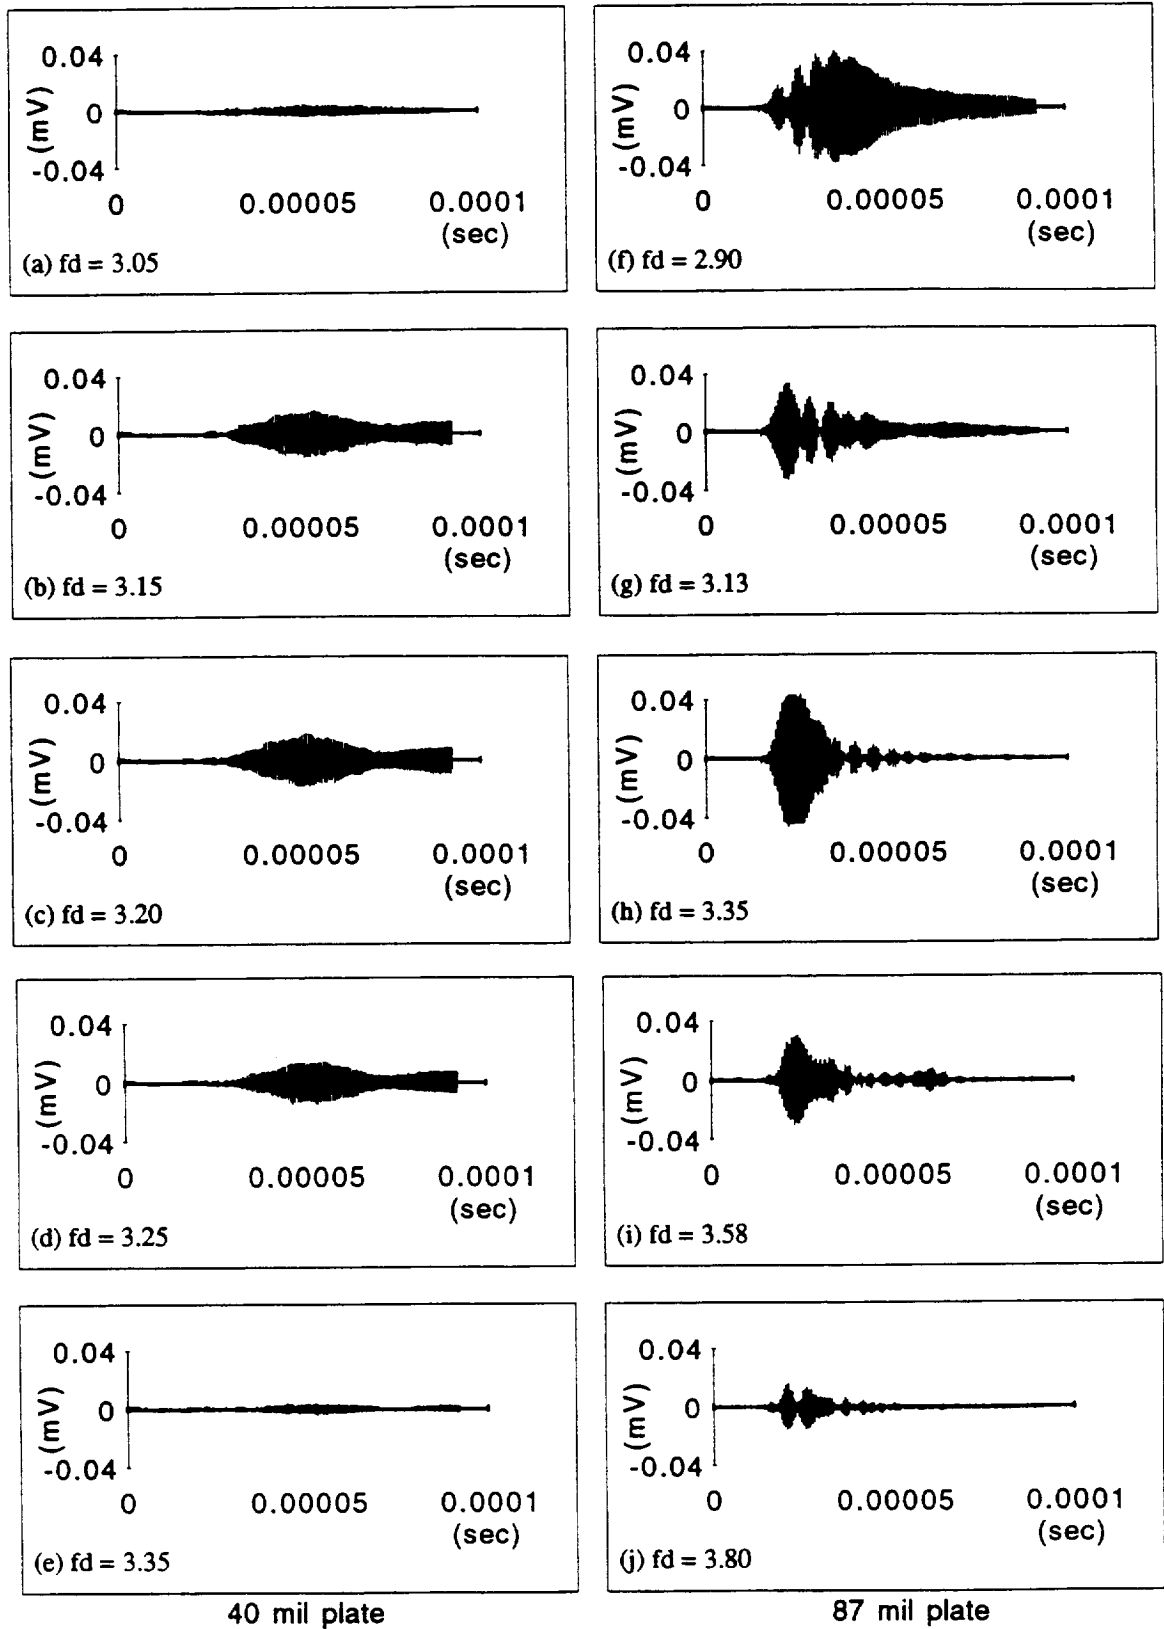 0.04
0
-0.04
(mV)
0 0.00005 0.0001
(sec)
(a) fd = 3.05
0.04
0
-0.04
(mV)
0 0.00005 0.0001
(sec)
(f) fd = 2.90
0.04
0
-0.04
(mV)
0 0.00005 0.0001
(sec)
(b) fd = 3.15
0.04
0
-0.04
(mV)
0 0.00005 0.0001
(sec)
(g) fd = 3.13
0.04
0
-0.04
(mV)
0 0.00005 0.0001
(sec)
(c) fd = 3.20
0.04
0
-0.04
(mV)
0 0.00005 0.0001
(sec)
(h) fd = 3.35
0.04
0
-0.04
(mV)
0 0.00005 0.0001
(sec)
(d) fd = 3.25
0.04
0
-0.04
(mV)
0 0.00005 0.0001
(sec)
(i) fd = 3.58
0.04
0
-0.04
(mV)
0 0.00005 0.0001
(sec)
(e) fd = 3.35
0.04
0
-0.04
(mV)
0 0.00005 0.0001
(sec)
(j) fd = 3.80
40 mil plate
87 mil plate